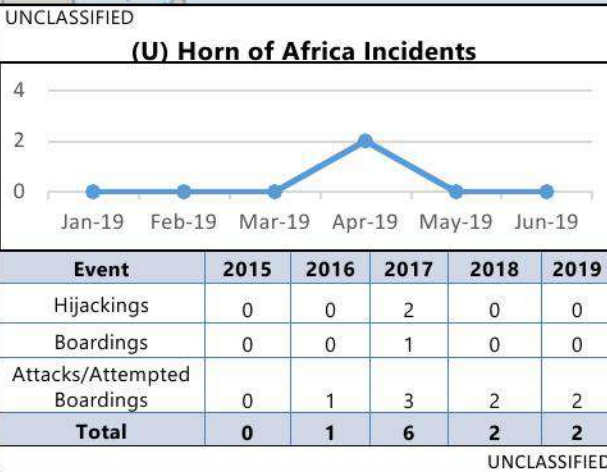 UNCLASSIFIED
(U) Horn of Africa Incidents
4
2
0
Jan-19 Feb-19 Mar-19 Apr-19 May-19 Jun-19
Event 2015 2016 2017 2018 2019
Hijackings 0 0 2 0 0
Boardings 0 0 1 0 0
Attacks/Attempted
Boardings 0 1 3 2 2
Total 0 1 6 2 2
UNCLASSIFIED